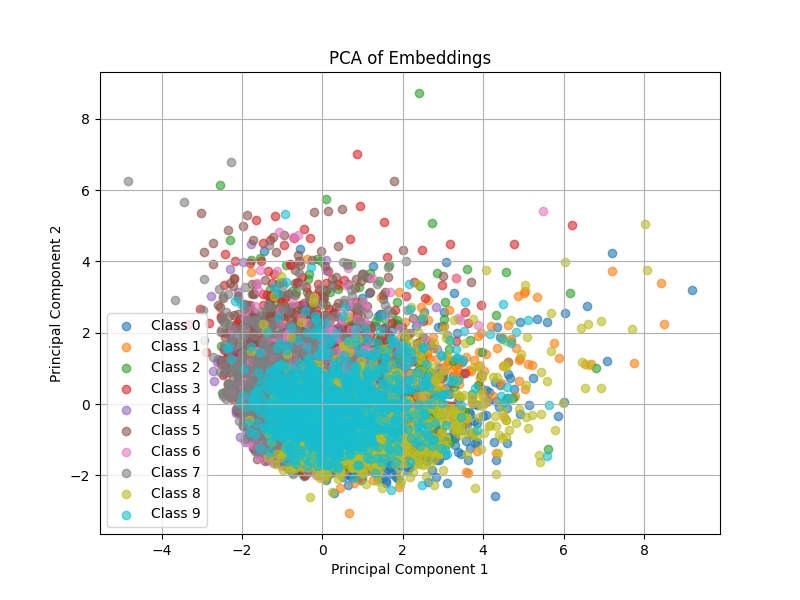 PCA of Embeddings
Principal Component 2
8
6
4
2
0
−2
Class 0
Class 1
Class 2
Class 3
Class 4
Class 5
Class 6
Class 7
Class 8
Class 9
−4 −2 0 2 4 6 8
Principal Component 1